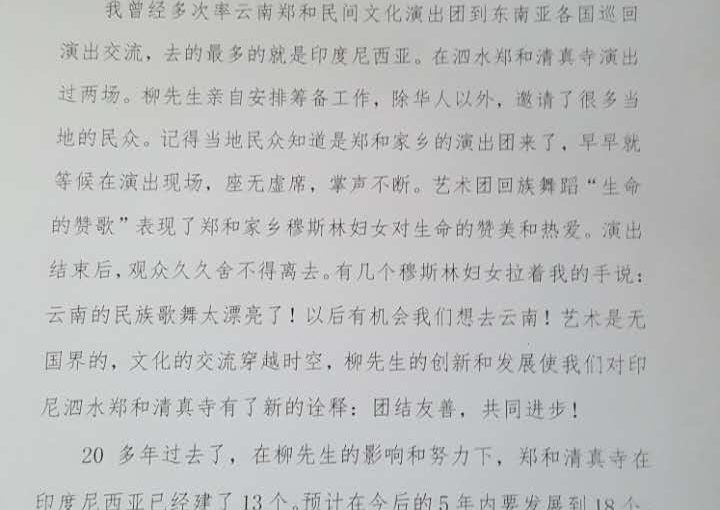 我曾经多次率云南郑和民间文化演出团到东南亚各国巡回
演出交流，去的最多的就是印度尼西亚。在泗水郑和清真寺演出
过两场。柳先生亲自安排筹备工作，除华人以外，邀请了很多当
地的民众。记得当地民众知道是郑和家乡的演出团来了，早早就
等候在演出现场，座无虚席，掌声不断。艺术团回族舞蹈“生命
的赞歌”表现了郑和家乡穆斯林妇女对生命的赞美和热爱。演出
结束后，观众久久舍不得离去。有几个穆斯林妇女拉着我的手说：
云南的民族歌舞太漂亮了！以后有机会我们想去云南！艺术是无
国界的，文化的交流穿越时空，柳先生的创新和发展使我们对印
尼泗水郑和清真寺有了新的诠释：团结友善，共同进步！
20 多年过去了，在柳先生的影响和努力下，郑和清真寺在
印度尼西亚已经建了 13 个。预计在今后的 5 年内要发展到 18 个